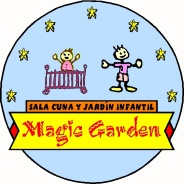 SALA CUNA Y JARDÍN INFANTIL
Magic Garden